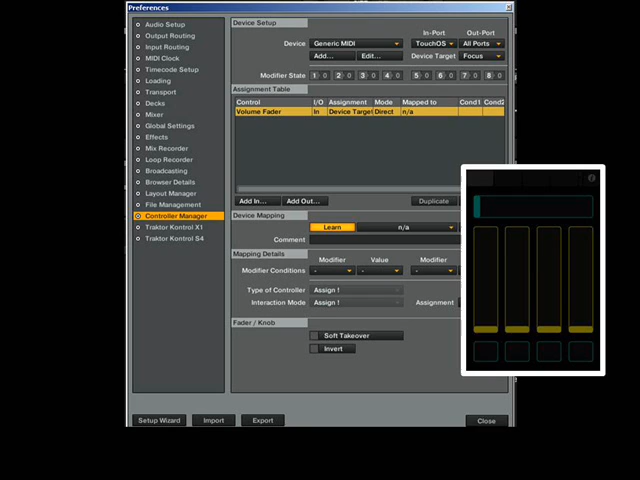 Preferences
Audio Setup
Output Routing
Input Routing
MIDI Clock
Timecode Setup
Loading
Transport
Decks
Mixer
Global Settings
Effects
Mix Recorder
Loop Recorder
Broadcasting
Browser Details
Layout Manager
File Management
Controller Manager
Traktor Kontrol X1
Traktor Kontrol S4
Device Setup
In-Port Out-Port
Device Generic MIDI TouchOS All Ports
Add... Edit... Device Target Focus
Modifier State 1 0 2 0 3 0 4 0 5 0 6 0 7 0 8 0
Assignment Table
Control I/O Assignment Mode Mapped to Cond1 Cond2
Volume Fader In Device Target Direct n/a
Add In... Add Out... Duplicate
Device Mapping
Learn n/a
Comment
Mapping Details
Modifier Value Modifier
Modifier Conditions - - -
Type of Controller Assign !
Interaction Mode Assign ! Assignment
Fader / Knob
Soft Takeover
Invert
Setup Wizard Import Export Close